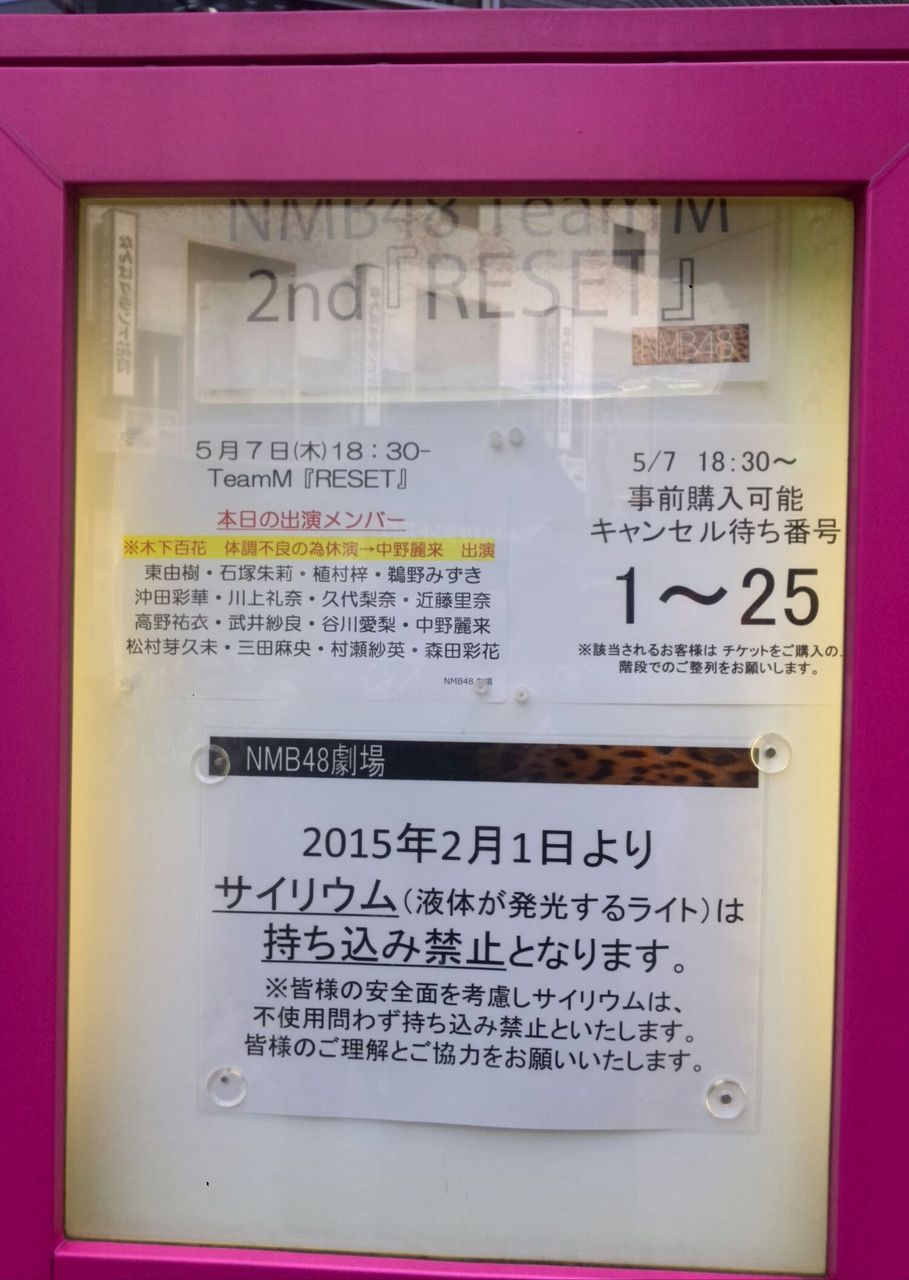 NMB48 Team M
2nd『RESET』
NMB48
5月7日(木)18:30-
TeamM『RESET』
本日の出演メンバー
※木下百花　体調不良の為休演→中野麗来　出演
東由樹・石塚朱莉・植村梓・鵜野みずき
沖田彩華・川上礼奈・久代梨奈・近藤里奈
高野祐衣・武井紗良・谷川愛梨・中野麗来
松村芽久未・三田麻央・村瀬紗英・森田彩花
NMB48 劇場
5/7 18:30～
事前購入可能
キャンセル待ち番号
1～25
※該当されるお客様は チケットをご購入の
階段でのご整列をお願いします。
NMB48劇場
2015年2月1日より
サイリウム(液体が発光するライト)は
持ち込み禁止となります。
※皆様の安全面を考慮しサイリウムは、
不使用問わず持ち込み禁止といたします。
皆様のご理解とご協力をお願いいたします。